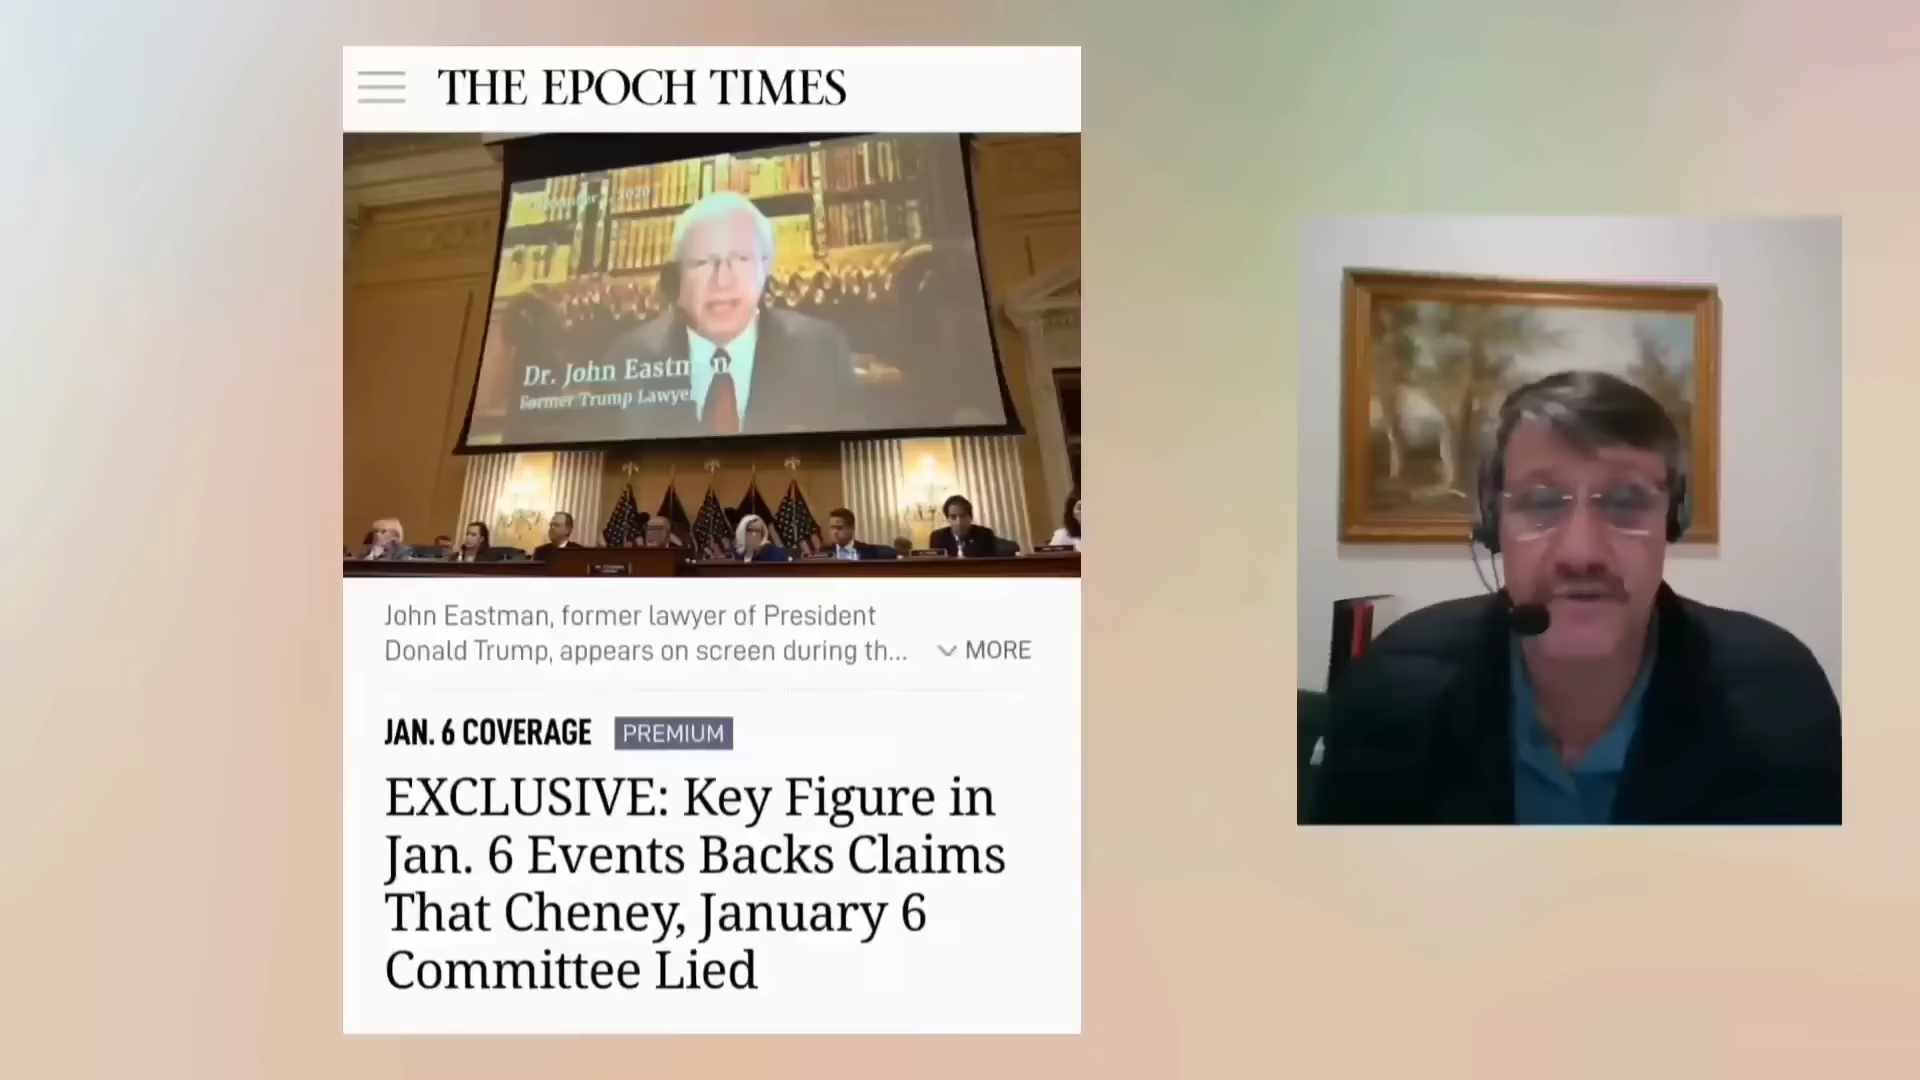 THE EPOCH TIMES
Dr. John Eastman
Former Trump Lawyer
John Eastman, former lawyer of President
Donald Trump, appears on screen during th... MORE
JAN. 6 COVERAGE PREMIUM
EXCLUSIVE: Key Figure in
Jan. 6 Events Backs Claims
That Cheney, January 6
Committee Lied